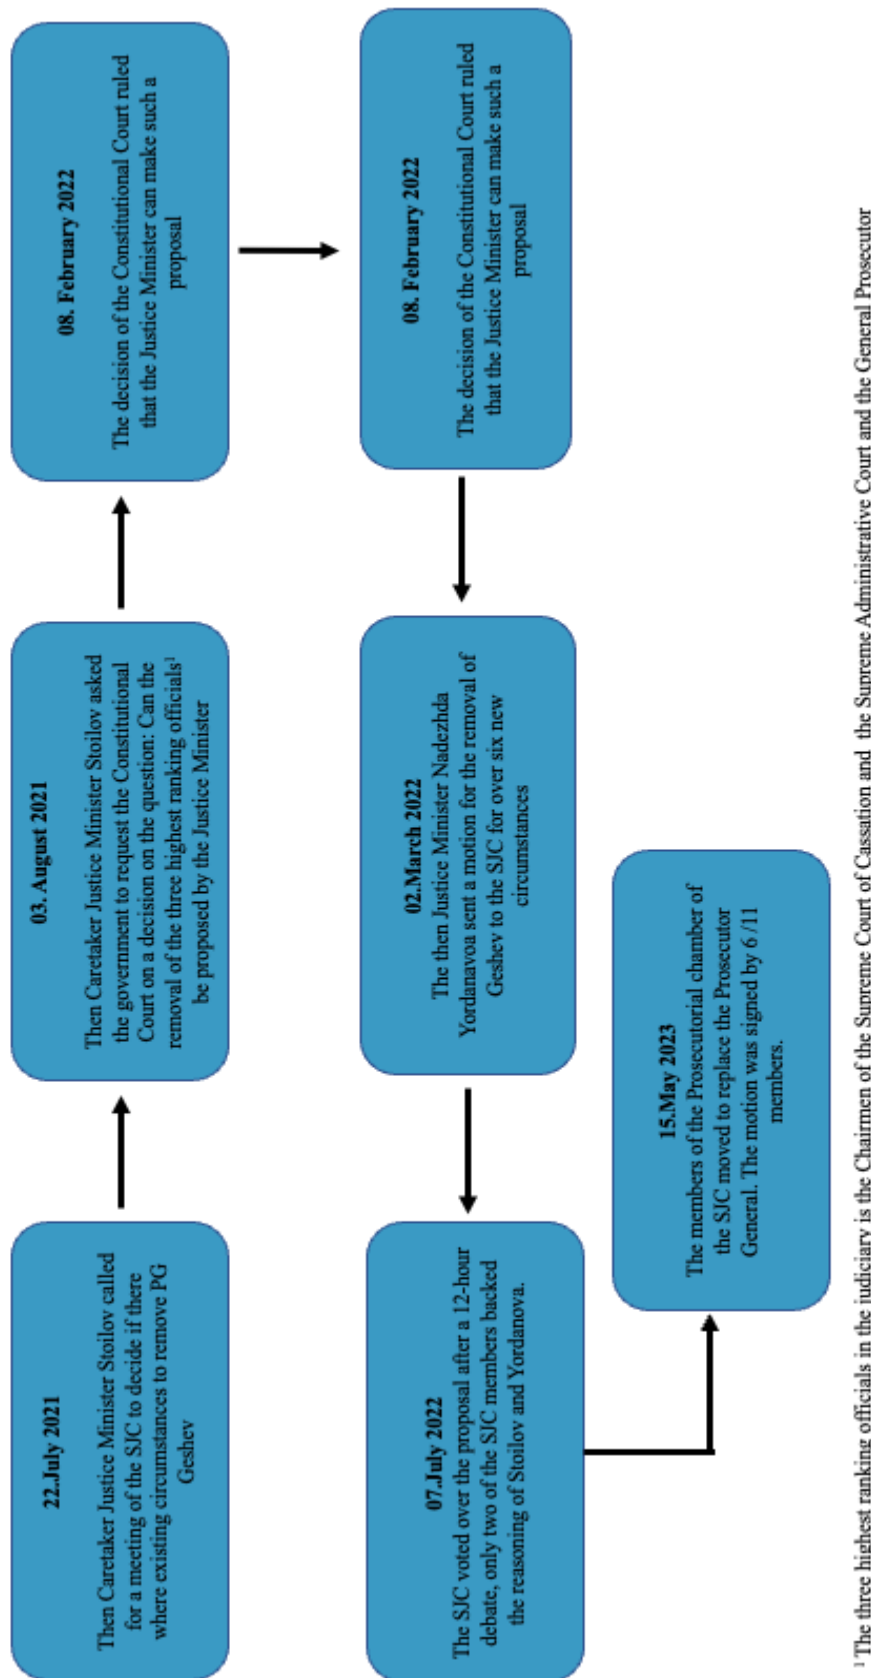 22.July 2021
Then Caretaker Justice Minister Stoilov called
for a meeting of the SJC to decide if there
where existing circumstances to remove PG
Geshev
03. August 2021
Then Caretaker Justice Minister Stoilov asked
the government to request the Constitutional
Court on a decision on the question: Can the
removal of the three highest ranking officials¹
be proposed by the Justice Minister
08. February 2022
The decision of the Constitutional Court ruled
that the Justice Minister can make such a
proposal
08. February 2022
The decision of the Constitutional Court ruled
that the Justice Minister can make such a
proposal
02.March 2022
The then Justice Minister Nadezhda
Yordanavoa sent a motion for the removal of
Geshev to the SJC for over six new
circumstances
07.July 2022
The SJC voted over the proposal after a 12-hour
debate, only two of the SJC members backed
the reasoning of Stoilov and Yordanova.
15.May 2023
The members of the Prosecutorial chamber of
the SJC moved to replace the Prosecutor
General. The motion was signed by 6 /11
members.
¹ The three highest ranking officials in the judiciary is the Chairmen of the Supreme Court of Cassation and the Supreme Administrative Court and the General Prosecutor